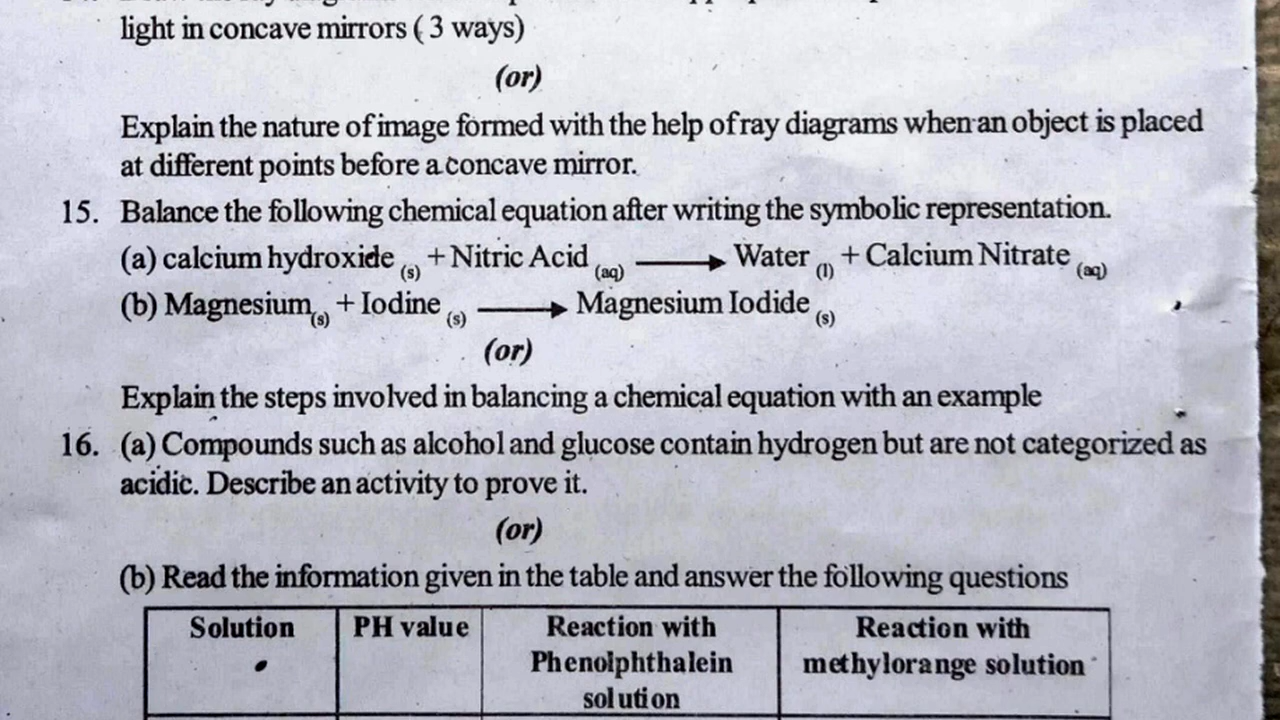 light in concave mirrors ( 3 ways)
(or)
Explain the nature of image formed with the help of ray diagrams when an object is placed
at different points before a concave mirror.
15. Balance the following chemical equation after writing the symbolic representation.
(a) calcium hydroxide (s) + Nitric Acid (aq) ⟶ Water (l) + Calcium Nitrate (aq)
(b) Magnesium (s) + Iodine (s) ⟶ Magnesium Iodide (s)
(or)
Explain the steps involved in balancing a chemical equation with an example
16. (a) Compounds such as alcohol and glucose contain hydrogen but are not categorized as
acidic. Describe an activity to prove it.
(or)
(b) Read the information given in the table and answer the following questions
Solution PH value Reaction with Reaction with
Phenolphthalein methylorange solution
solution